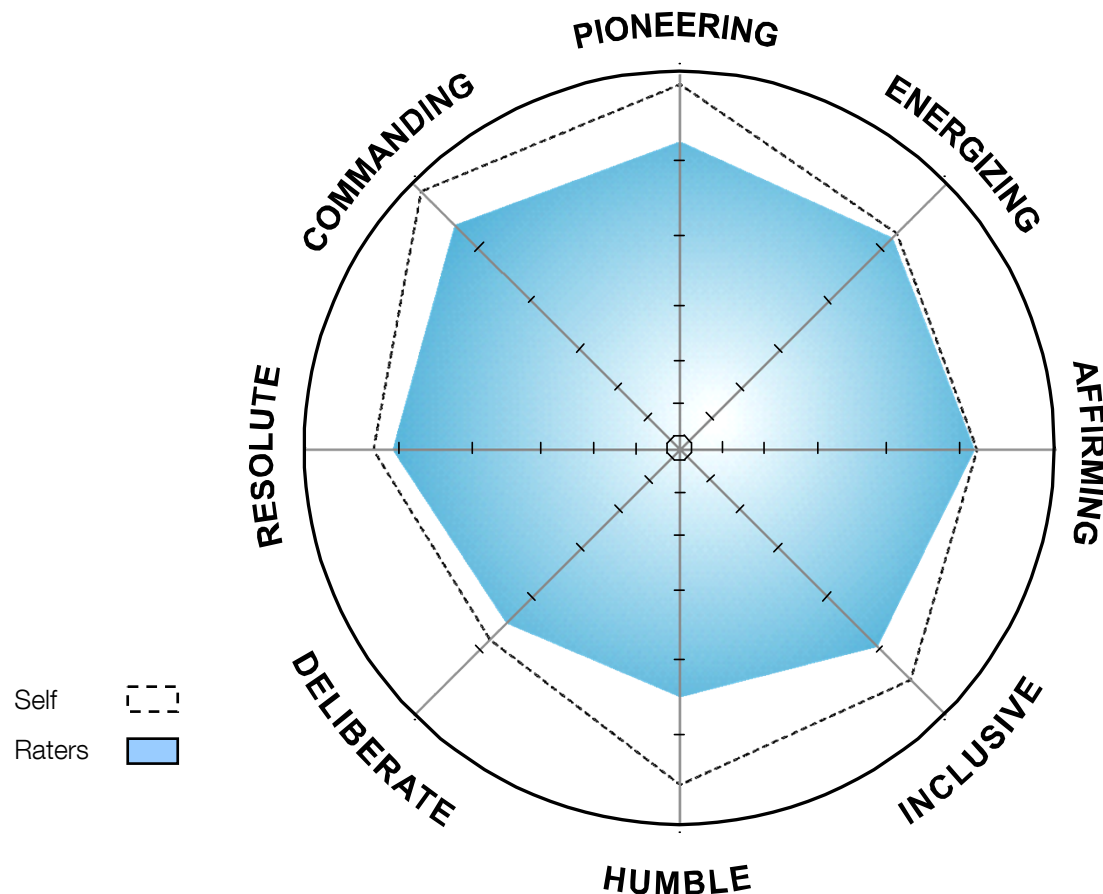 PIONEERING
ENERGIZING
AFFIRMING
INCLUSIVE
HUMBLE
DELIBERATE
RESOLUTE
COMMANDING
Self
Raters